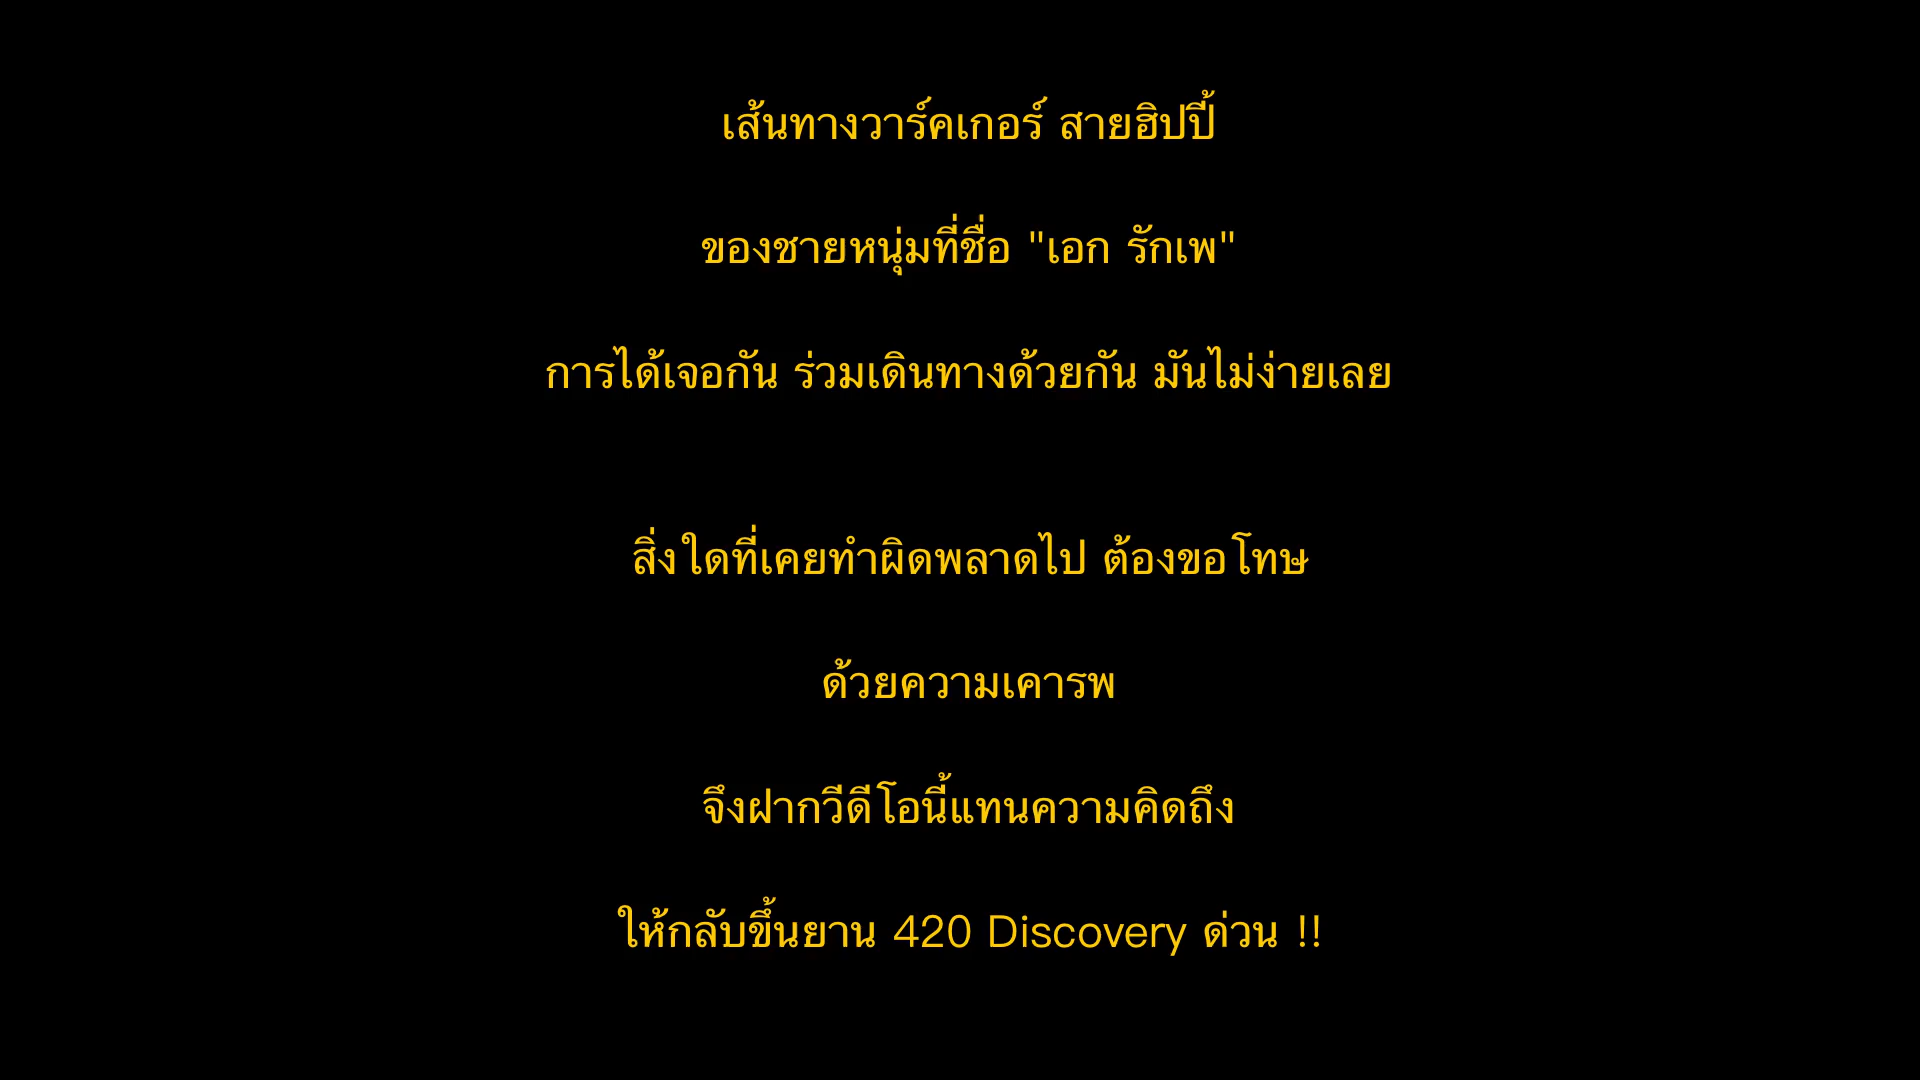 เส้นทางวาร์คเกอร์ สายฮิปปี้
ของชายหนุ่มที่ชื่อ "เอก รักเพ"
การได้เจอกัน ร่วมเดินทางด้วยกัน มันไม่ง่ายเลย
สิ่งใดที่เคยทำผิดพลาดไป ต้องขอโทษ
ด้วยความเคารพ
จึงฝากวีดีโอนี้แทนความคิดถึง
ให้กลับขึ้นยาน 420 Discovery ด่วน !!